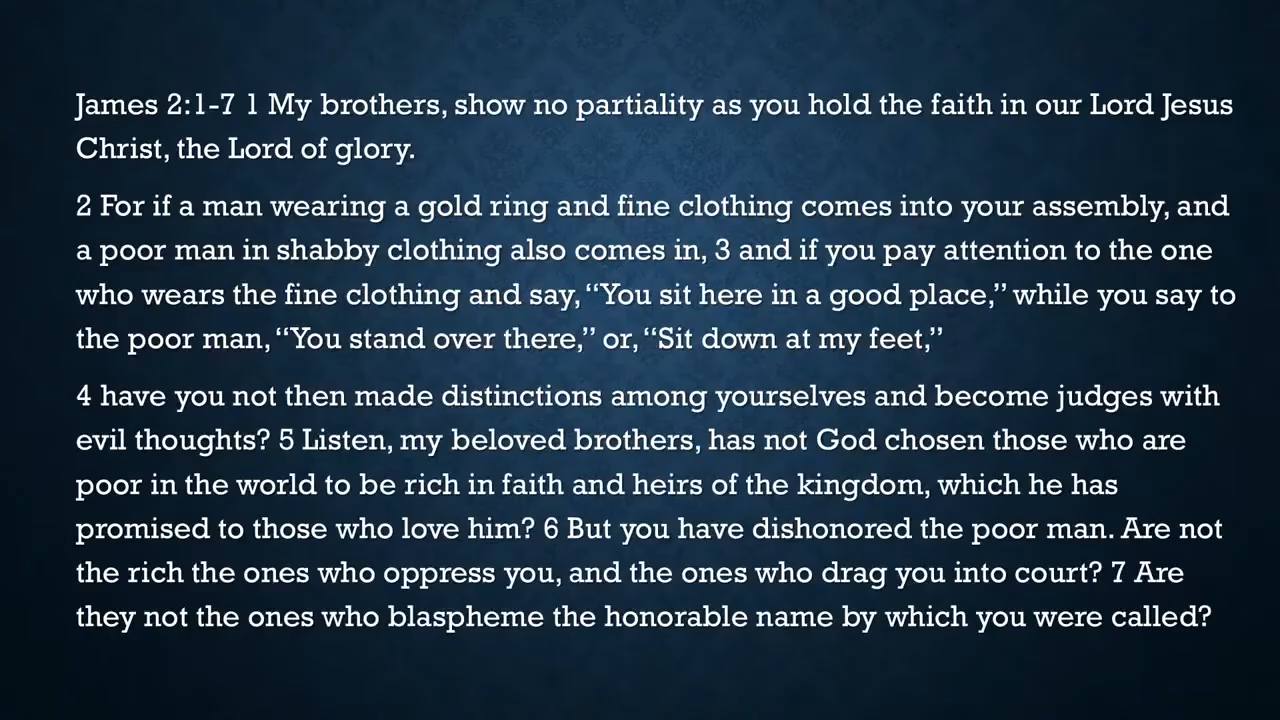 James 2:1-7 1 My brothers, show no partiality as you hold the faith in our Lord Jesus
Christ, the Lord of glory.
2 For if a man wearing a gold ring and fine clothing comes into your assembly, and
a poor man in shabby clothing also comes in, 3 and if you pay attention to the one
who wears the fine clothing and say, “You sit here in a good place,” while you say to
the poor man, “You stand over there,” or, “Sit down at my feet,”
4 have you not then made distinctions among yourselves and become judges with
evil thoughts? 5 Listen, my beloved brothers, has not God chosen those who are
poor in the world to be rich in faith and heirs of the kingdom, which he has
promised to those who love him? 6 But you have dishonored the poor man. Are not
the rich the ones who oppress you, and the ones who drag you into court? 7 Are
they not the ones who blaspheme the honorable name by which you were called?